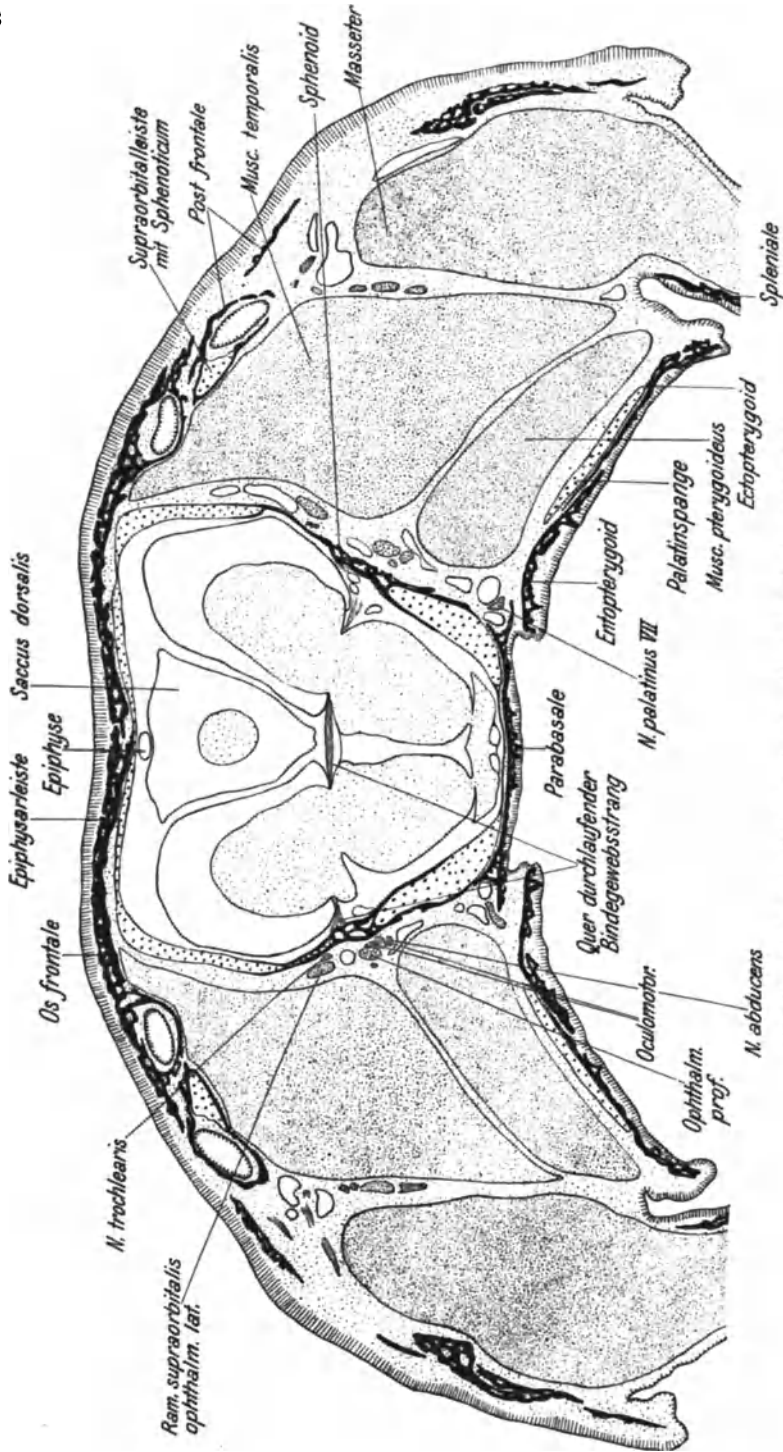 Os frontale
Epiphysarleiste
Epiphyse
Saccus dorsalis
Supraorbitalleiste
mit Sphenoticum
Post frontale
Musc. temporalis
Sphenoid
Masseter
N. trochlearis
Ram. supraorbitalis
ophthalm. lat.
Ophthalm.
prof.
N. abducens
Oculomotor.
Quer durchlaufender
Bindegewebsstrang
Parabasale
N. palatinus VII
Entopterygoid
Palatinspange
Musc. pterygoideus
Ectopterygoid
Spleniale